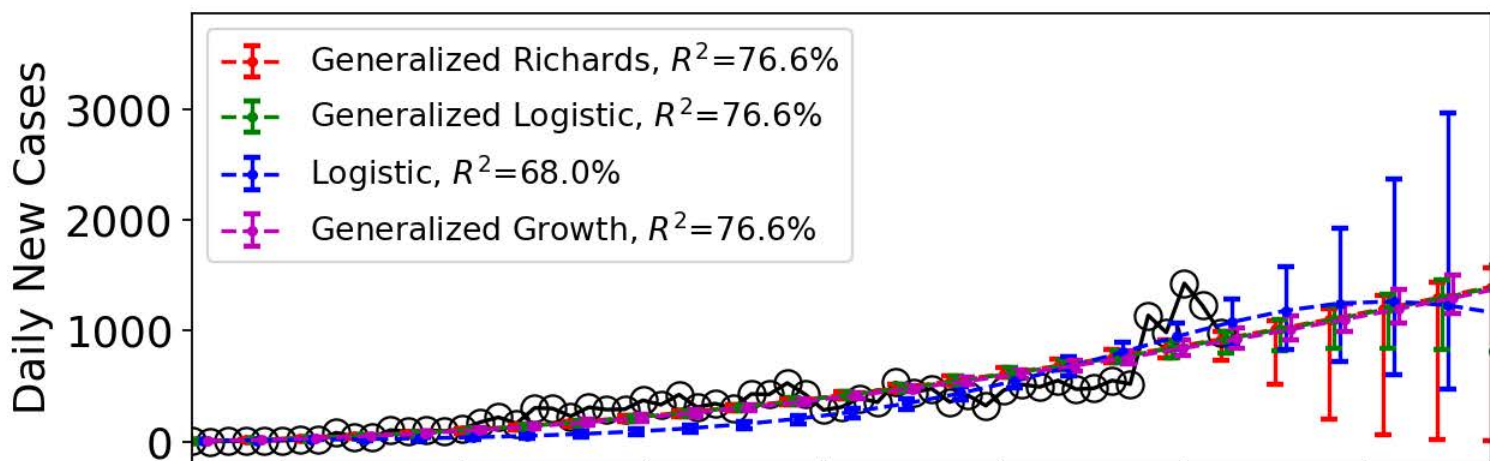 Daily New Cases
3000
2000
1000
0
Generalized Richards, R²=76.6%
Generalized Logistic, R²=76.6%
Logistic, R²=68.0%
Generalized Growth, R²=76.6%